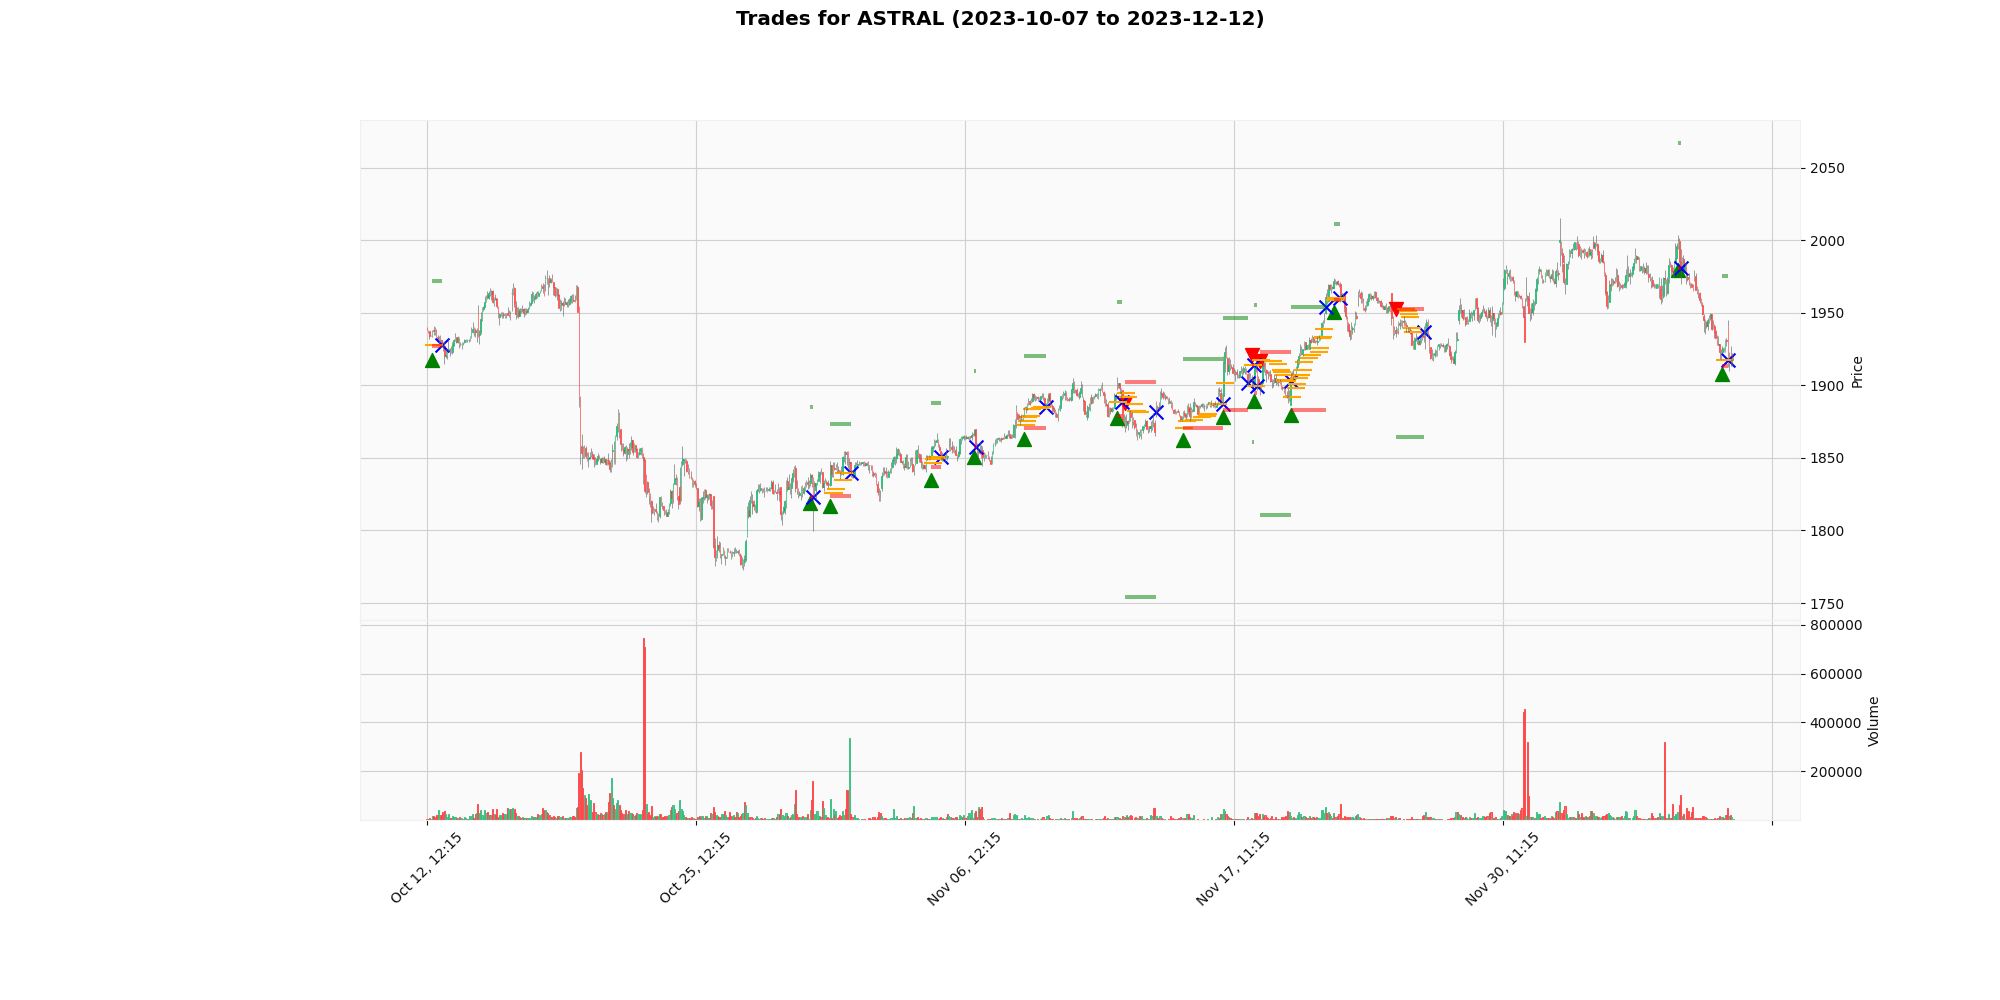 Trades for ASTRAL (2023-10-07 to 2023-12-12)
2050
2000
1950
1900
1850
1800
1750
Price
800000
600000
400000
200000
Volume
Oct 12, 12:15
Oct 25, 12:15
Nov 06, 12:15
Nov 17, 11:15
Nov 30, 11:15